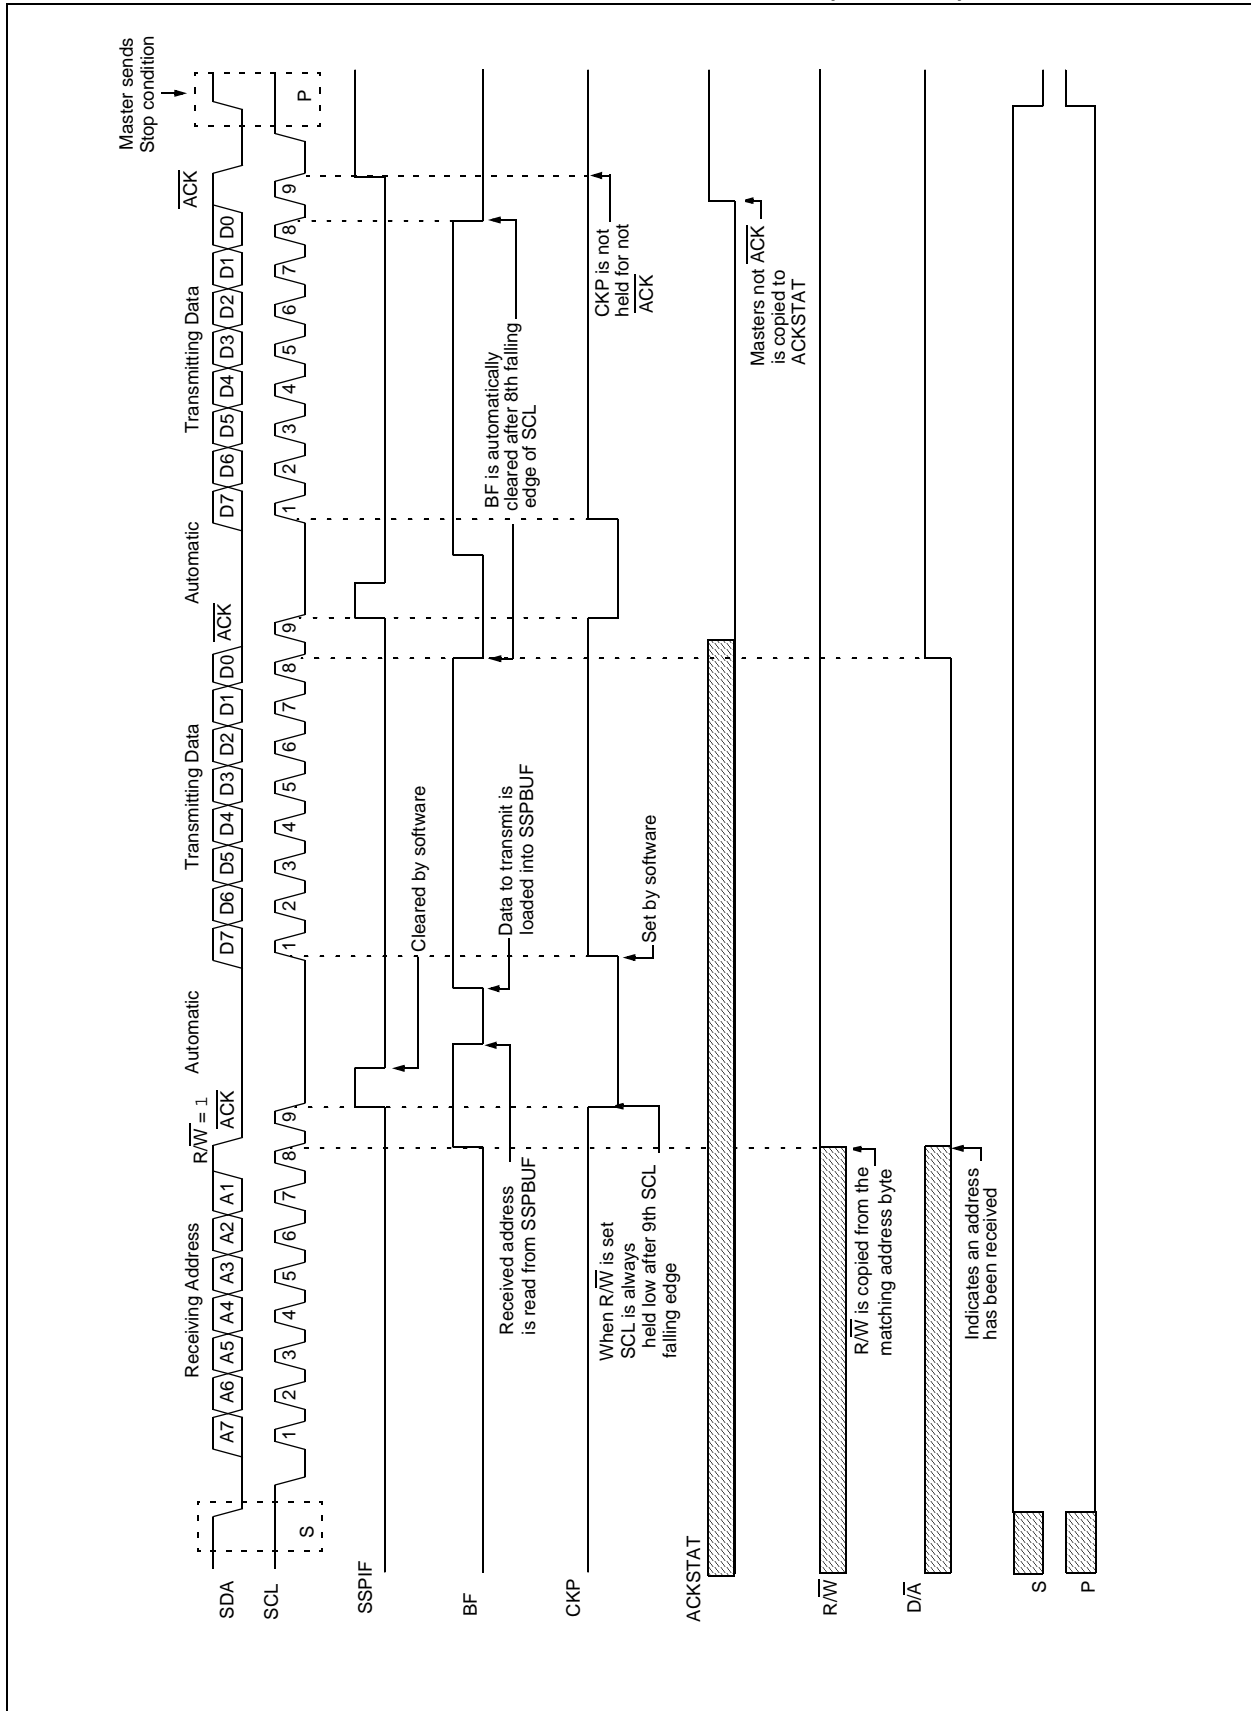 Master sends
Stop condition
Receiving Address
R/W̅ = 1
A̅C̅K̅
Automatic
Transmitting Data
A̅C̅K̅
Automatic
Transmitting Data
A̅C̅K̅
SDA
A7 A6 A5 A4 A3 A2 A1
D7 D6 D5 D4 D3 D2 D1 D0
D7 D6 D5 D4 D3 D2 D1 D0
SCL
S
1 2 3 4 5 6 7 8 9
1 2 3 4 5 6 7 8 9
1 2 3 4 5 6 7 8 9
P
SSPIF
Cleared by software
BF
Received address
is read from SSPBUF
Data to transmit is
loaded into SSPBUF
BF is automatically
cleared after 8th falling
edge of SCL
CKP
When R/W̅ is set
SCL is always
held low after 9th SCL
falling edge
Set by software
CKP is not
held for not
A̅C̅K̅
ACKSTAT
Masters not A̅C̅K̅
is copied to
ACKSTAT
R/W̅
R/W̅ is copied from the
matching address byte
D/A̅
Indicates an address
has been received
S
P